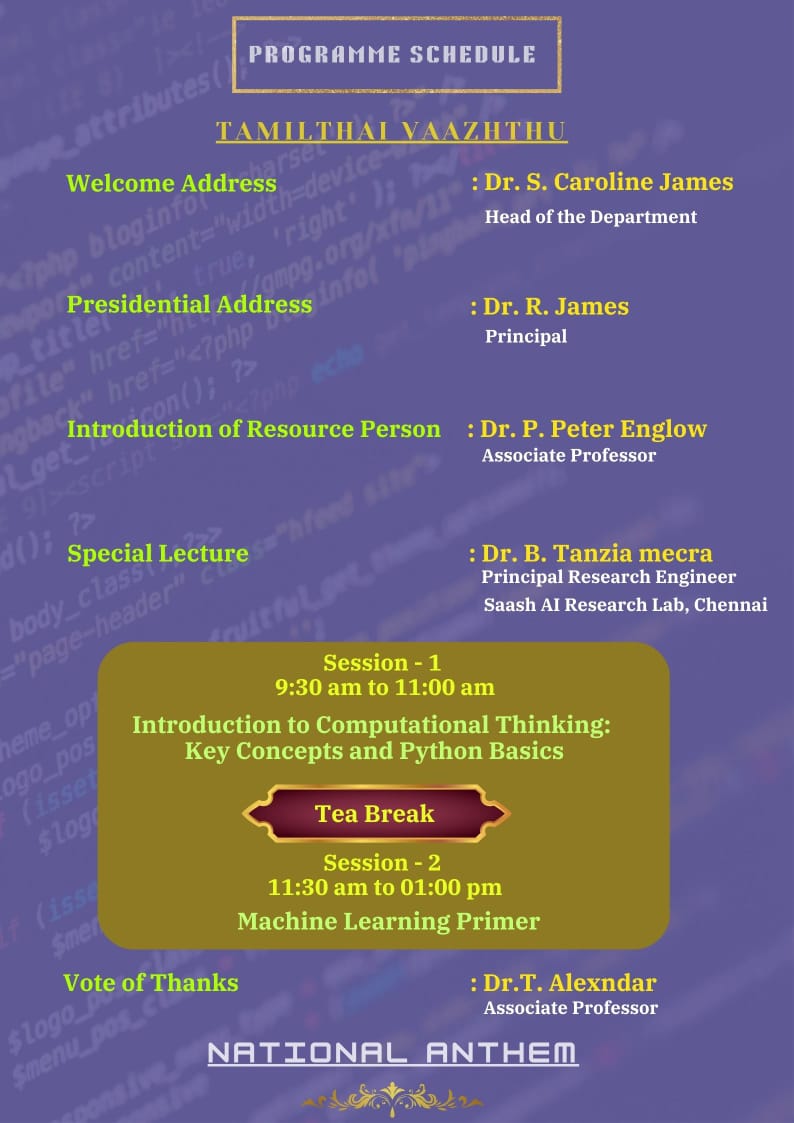 PROGRAMME SCHEDULE
TAMILTHAI VAAZHTHU
Welcome Address : Dr. S. Caroline James
Head of the Department
Presidential Address : Dr. R. James
Principal
Introduction of Resource Person : Dr. P. Peter Englow
Associate Professor
Special Lecture : Dr. B. Tanzia mecra
Principal Research Engineer
Saash AI Research Lab, Chennai
Session - 1
9:30 am to 11:00 am
Introduction to Computational Thinking:
Key Concepts and Python Basics
Tea Break
Session - 2
11:30 am to 01:00 pm
Machine Learning Primer
Vote of Thanks : Dr.T. Alexndar
Associate Professor
NATIONAL ANTHEM